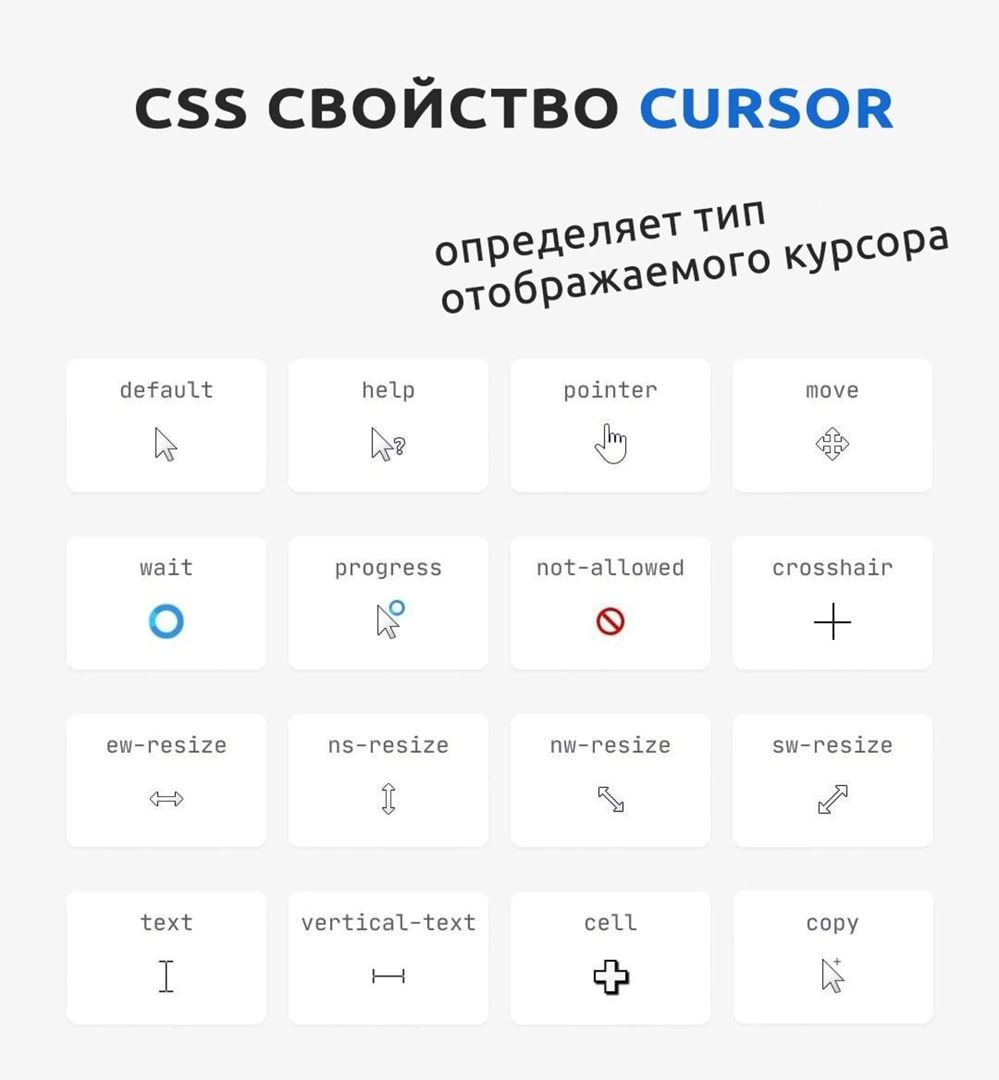 CSS СВОЙСТВО CURSOR
определяет тип
отображаемого курсора
default help pointer move
wait progress not-allowed crosshair
ew-resize ns-resize nw-resize sw-resize
text vertical-text cell copy